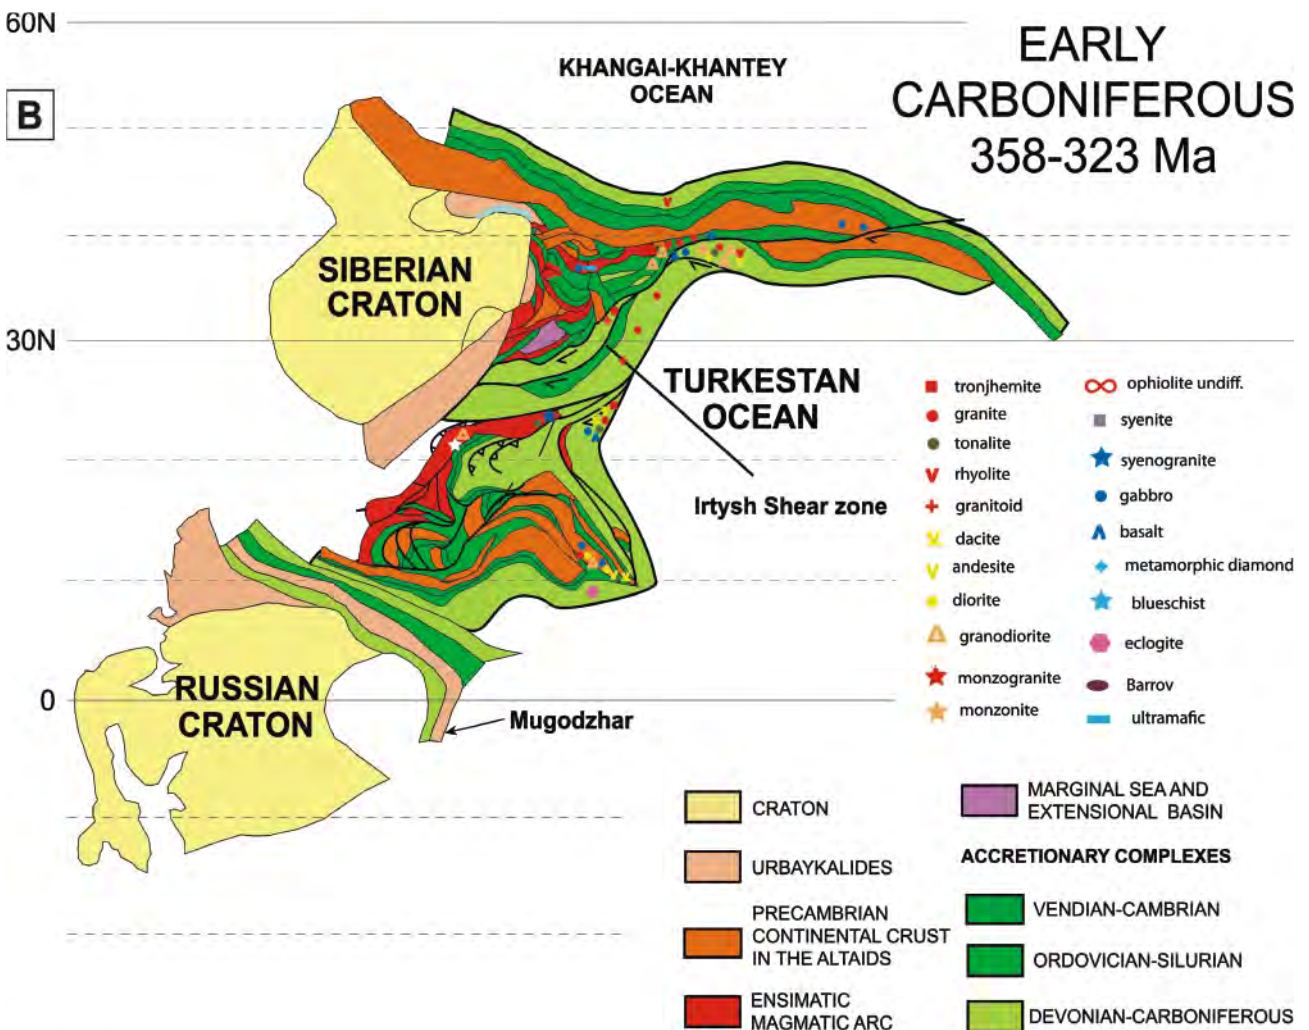 60N
B
KHANGAI-KHANTEY
OCEAN
EARLY
CARBONIFEROUS
358-323 Ma
SIBERIAN
CRATON
30N
TURKESTAN
OCEAN
Irtysh Shear zone
RUSSIAN
CRATON
0
Mugodzhar
tronjhemite
granite
tonalite
rhyolite
granitoid
dacite
andesite
diorite
granodiorite
monzogranite
monzonite
ophiolite undiff.
syenite
syenogranite
gabbro
basalt
metamorphic diamond
blueschist
eclogite
Barrov
ultramafic
CRATON
URBAYKALIDES
PRECAMBRIAN
CONTINENTAL CRUST
IN THE ALTAIDS
ENSIMATIC
MAGMATIC ARC
MARGINAL SEA AND
EXTENSIONAL BASIN
ACCRETIONARY COMPLEXES
VENDIAN-CAMBRIAN
ORDOVICIAN-SILURIAN
DEVONIAN-CARBONIFEROUS